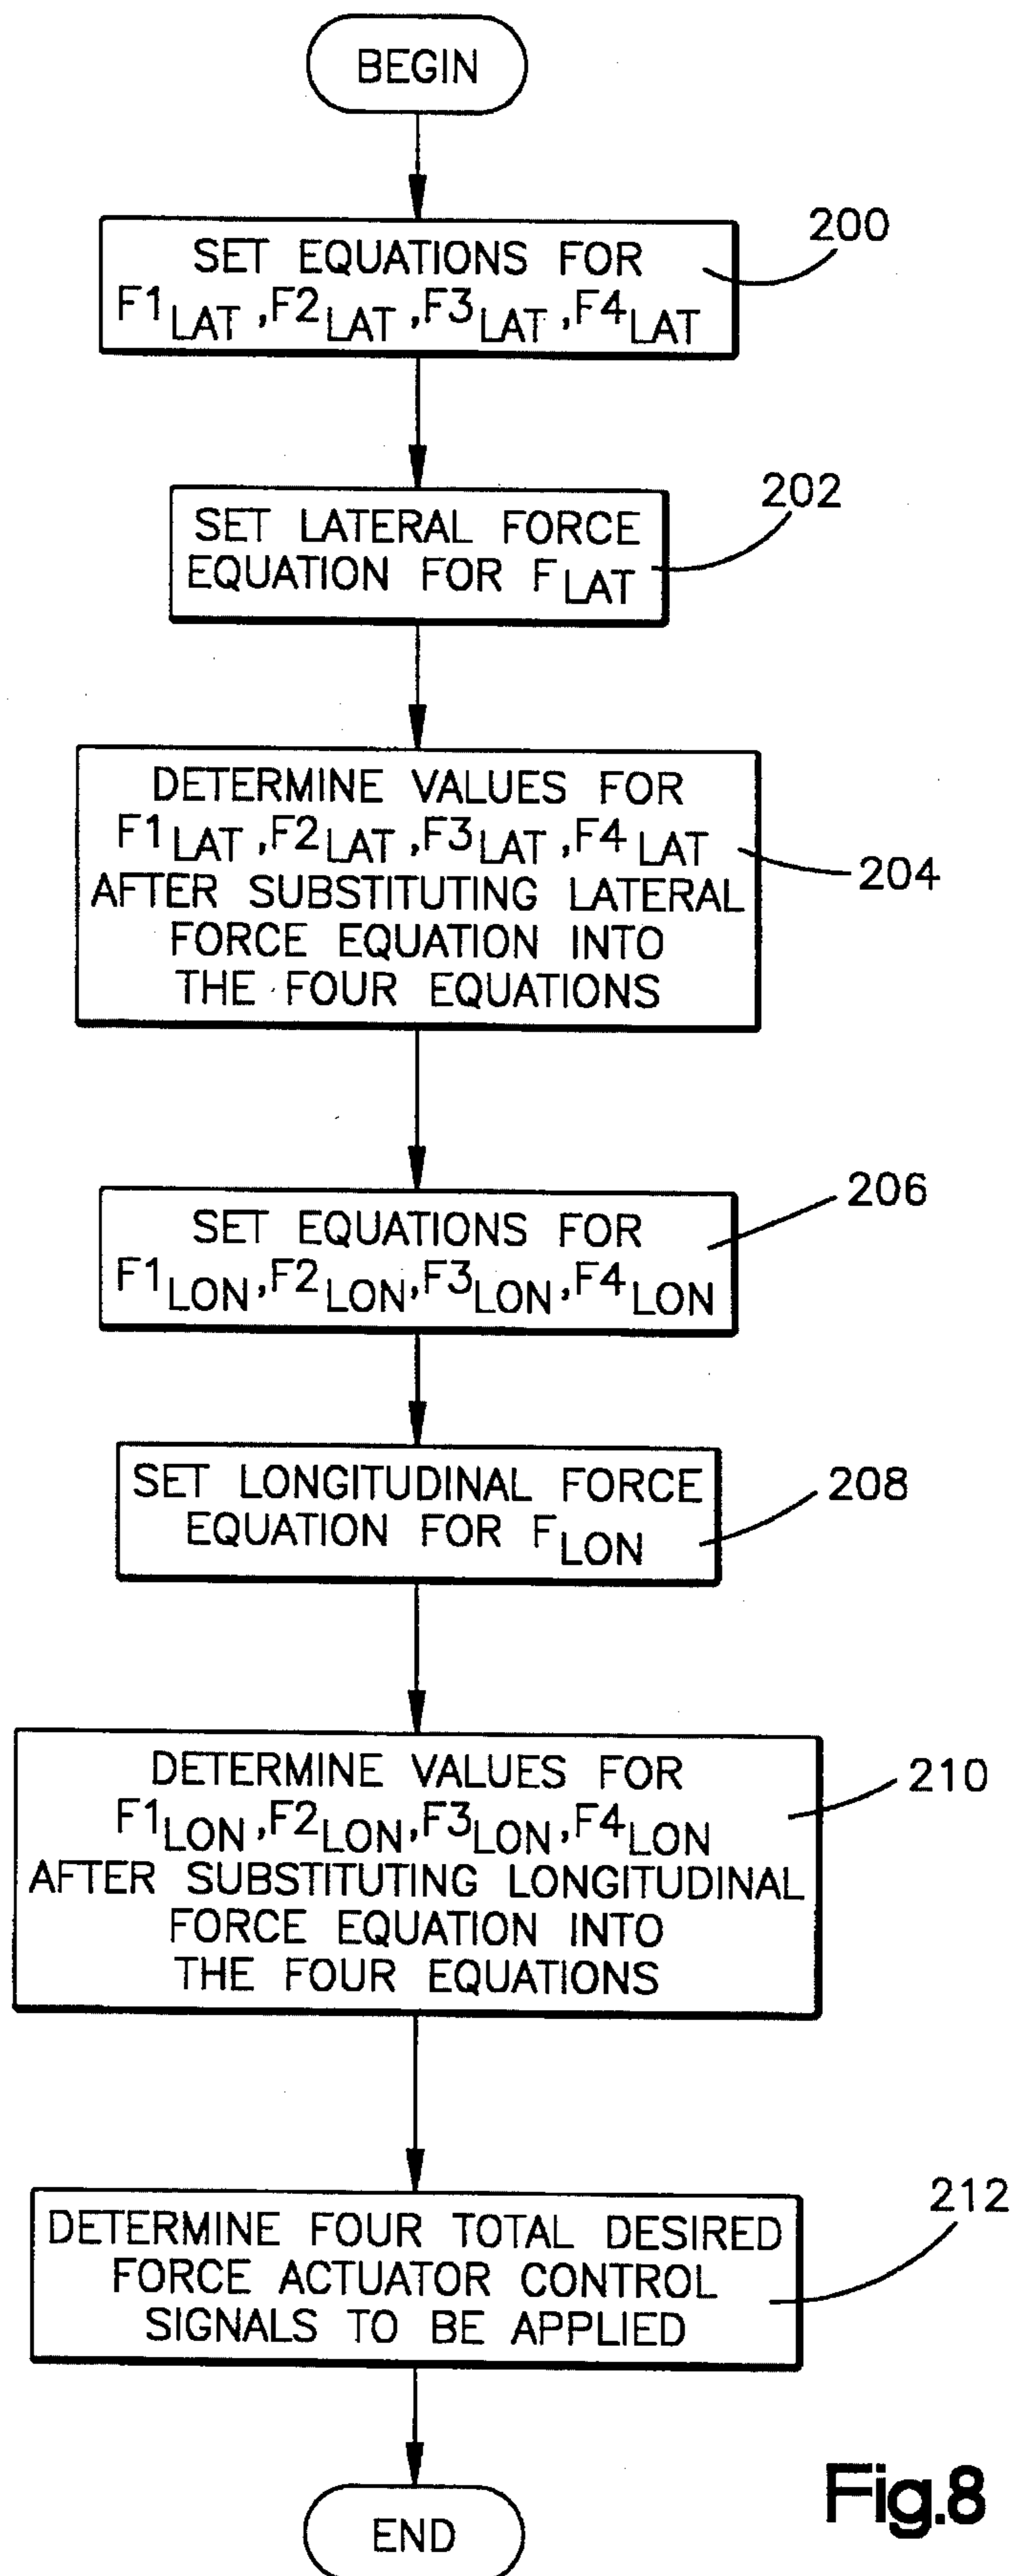 BEGIN
200
SET EQUATIONS FOR
F1LAT,F2LAT,F3LAT,F4LAT
202
SET LATERAL FORCE
EQUATION FOR FLAT
DETERMINE VALUES FOR
F1LAT,F2LAT,F3LAT,F4LAT
204
AFTER SUBSTITUTING LATERAL
FORCE EQUATION INTO
THE FOUR EQUATIONS
206
SET EQUATIONS FOR
F1LON,F2LON,F3LON,F4LON
SET LONGITUDINAL FORCE
208
EQUATION FOR FLON
DETERMINE VALUES FOR
210
F1LON,F2LON,F3LON,F4LON
AFTER SUBSTITUTING LONGITUDINAL
FORCE EQUATION INTO
THE FOUR EQUATIONS
212
DETERMINE FOUR TOTAL DESIRED
FORCE ACTUATOR CONTROL
SIGNALS TO BE APPLIED
END
Fig.8